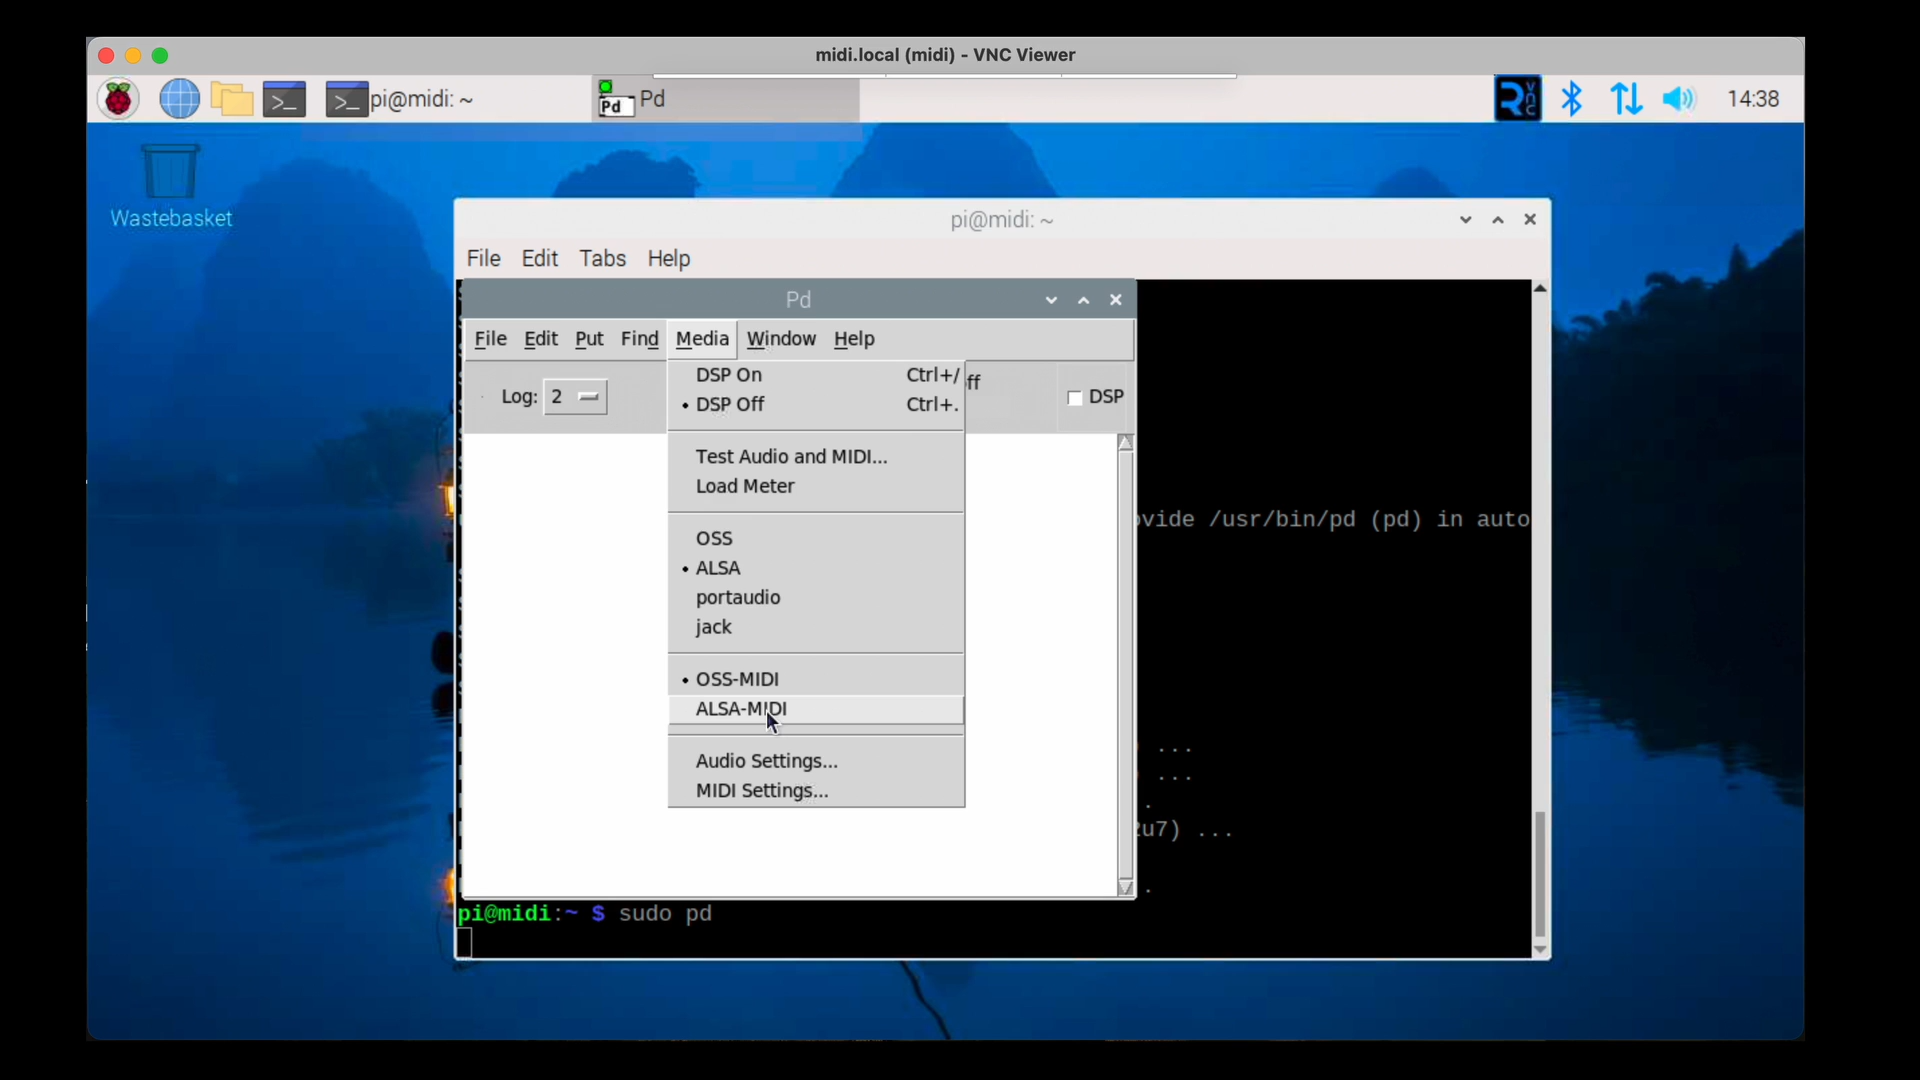 midi.local (midi) - VNC Viewer
pi@midi: ~
Pd
Pd
14:38
Wastebasket
pi@midi: ~
File Edit Tabs Help
Pd
File Edit Put Find Media Window Help
Log: 2
ff
DSP
DSP On Ctrl+/
• DSP Off Ctrl+.
Test Audio and MIDI...
Load Meter
OSS
• ALSA
portaudio
jack
• OSS-MIDI
ALSA-MIDI
Audio Settings...
MIDI Settings...
ovide /usr/bin/pd (pd) in auto
...
...
.
2u7) ...
.
pi@midi:~ $ sudo pd